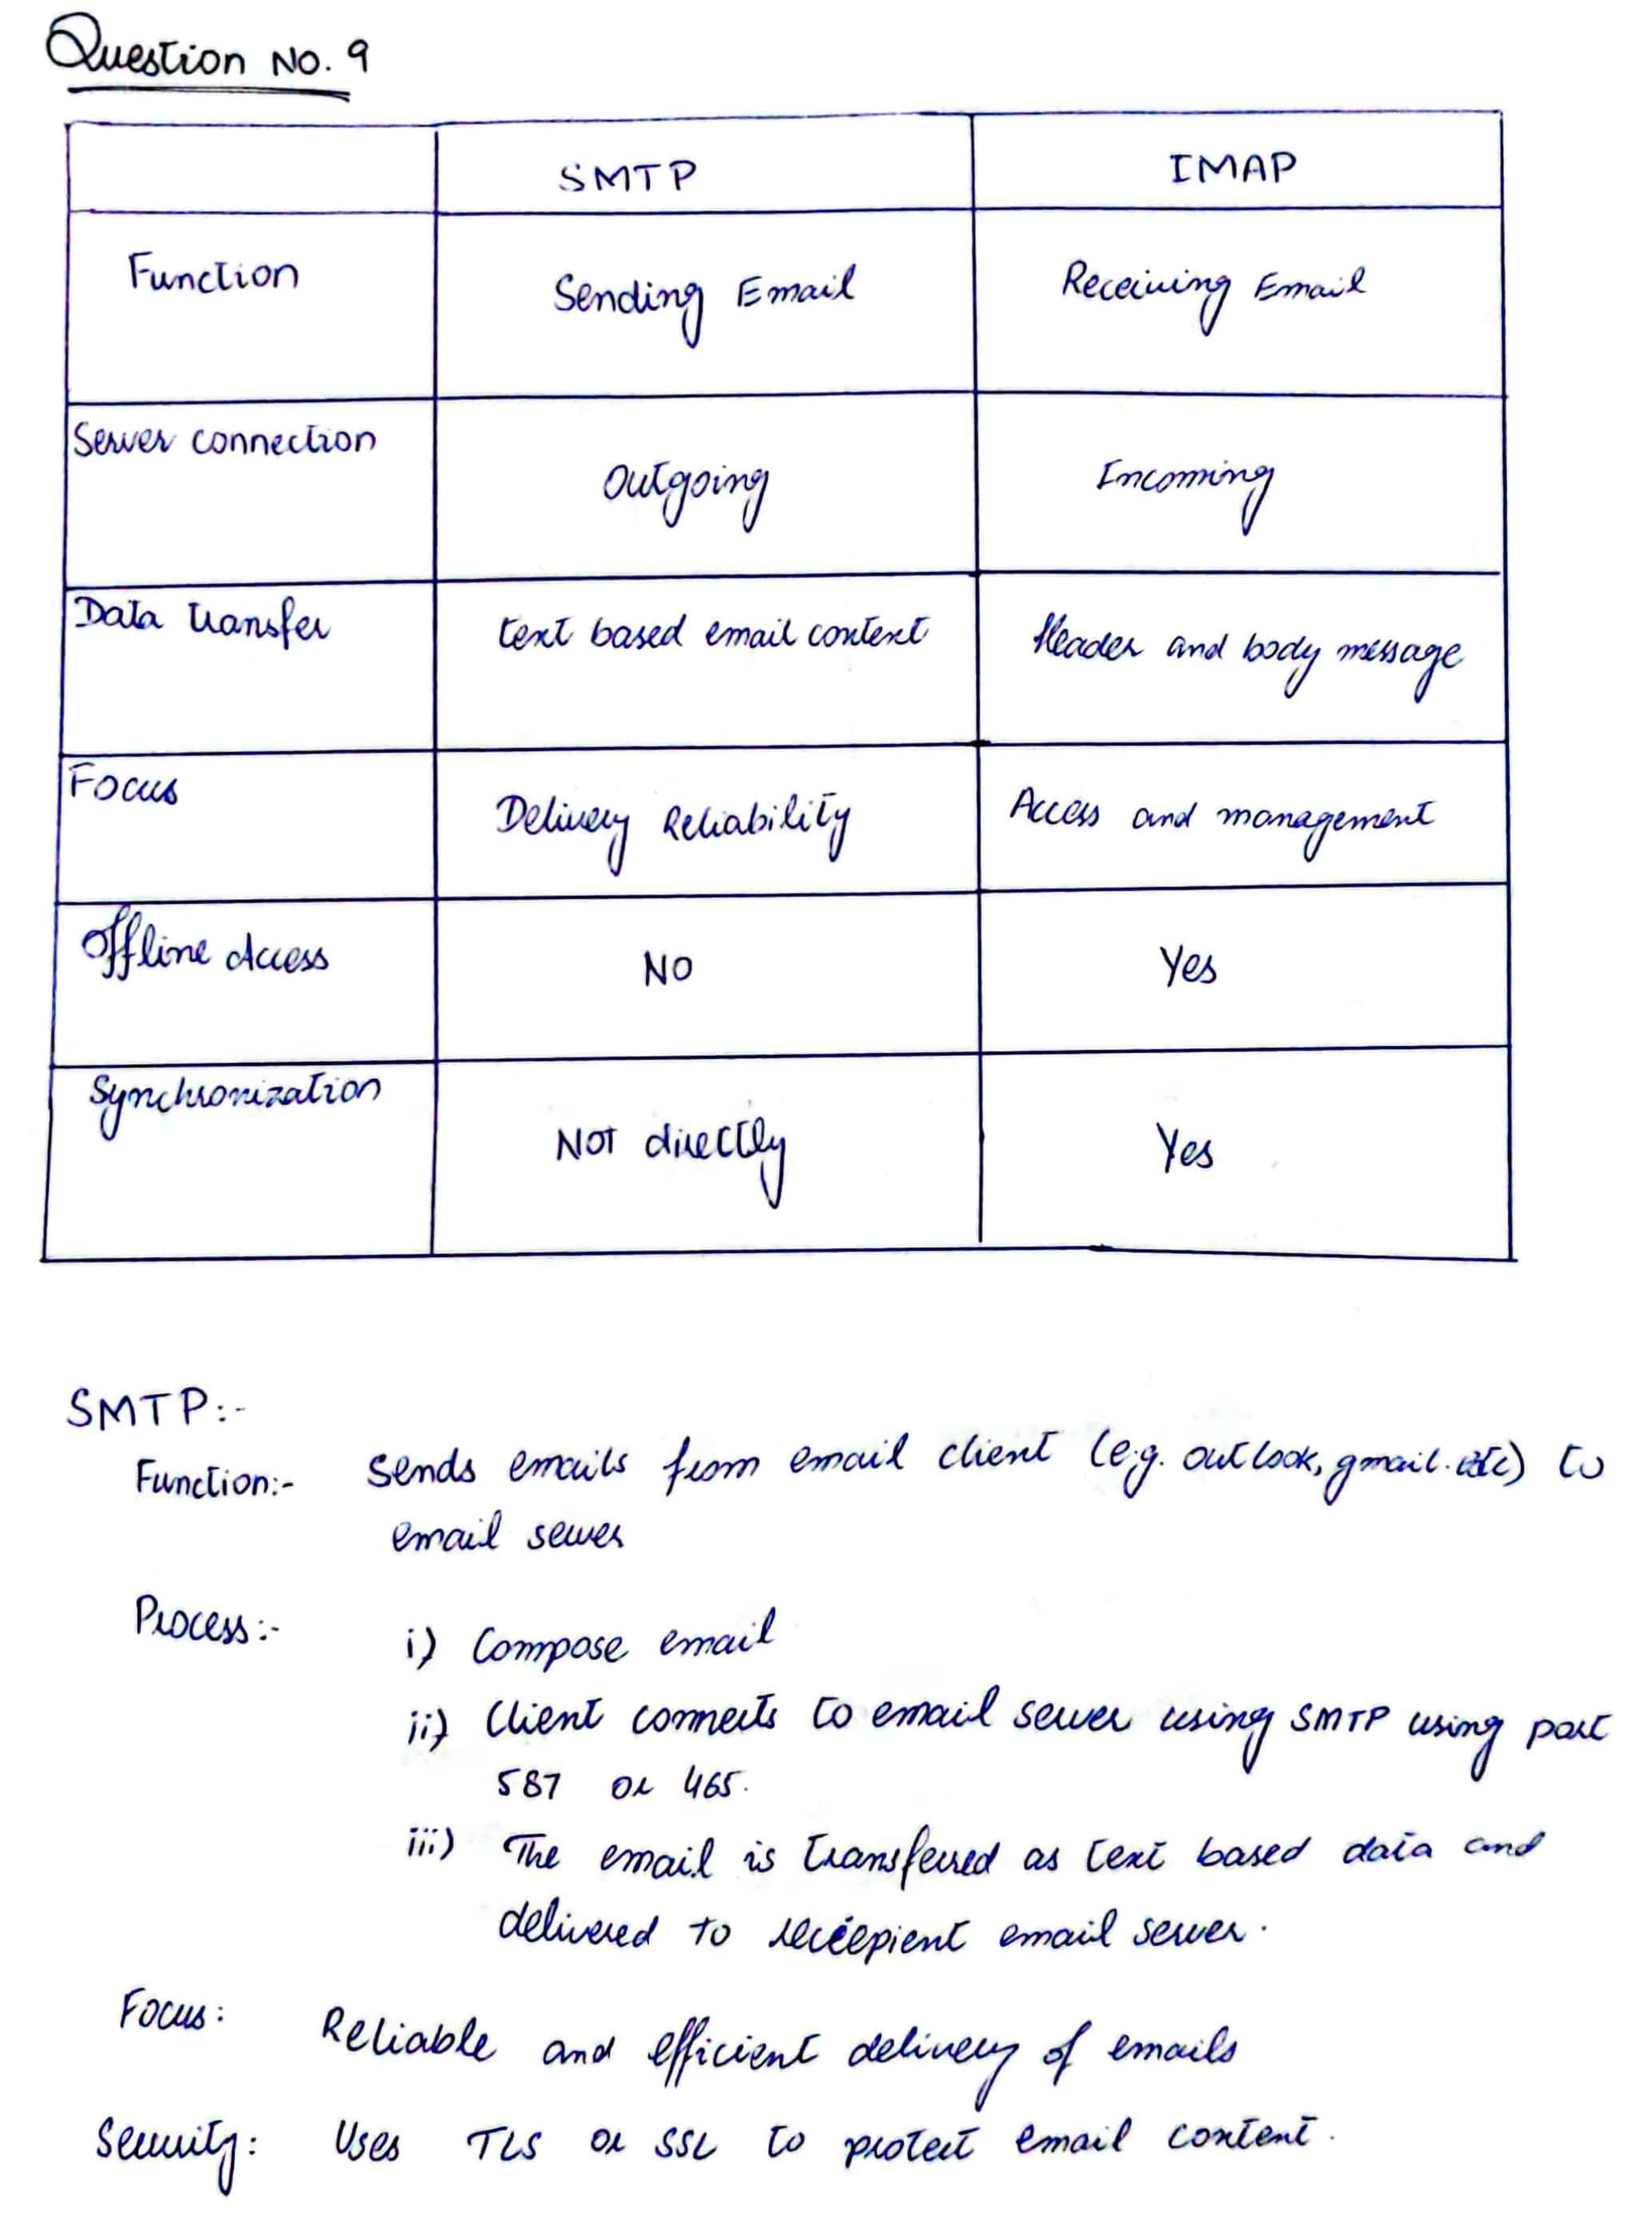 Question No. 9
SMTP IMAP
Function Sending Email Receiving Email
Server connection Outgoing Incoming
Data transfer text based email content Header and body message
Focus Delivery Reliability Access and management
Offline Access NO Yes
Synchronization NOT directly Yes
SMTP:-
Function:- Sends emails from email client (e.g. outlook, gmail. etc) to
email server
Process:- i) Compose email
ii) Client connects to email server using SMTP using port
587 or 465.
iii) The email is transferred as text based data and
delivered to receepient email server.
Focus: Reliable and efficient delivery of emails
Security: Uses TLS or SSL to protect email content.